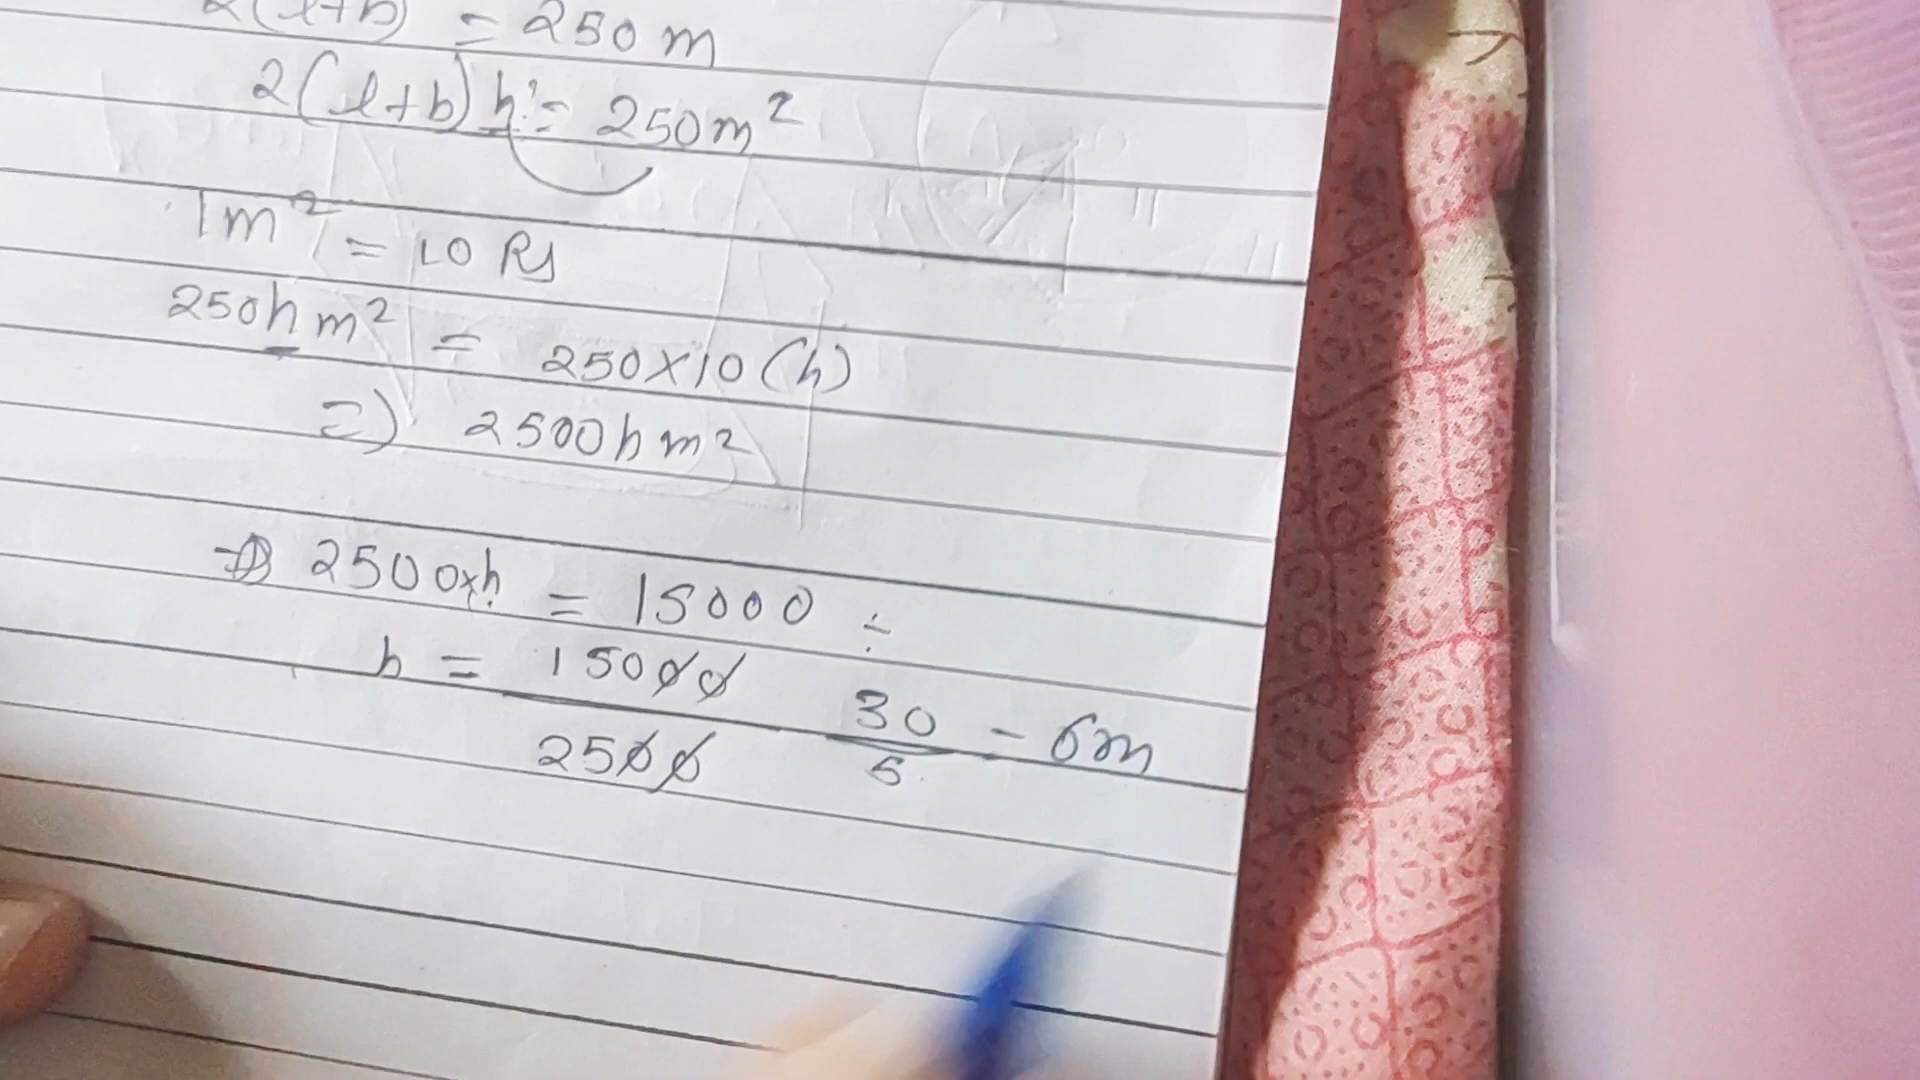 2(l+b) = 250 m
2(l+b) h = 250m²
1m² = 10 Rs
250h m² = 250×10 (h)
=) 2500h m²
2500×h = 15000 ÷
h = 15000/2500 30/5 - 6m